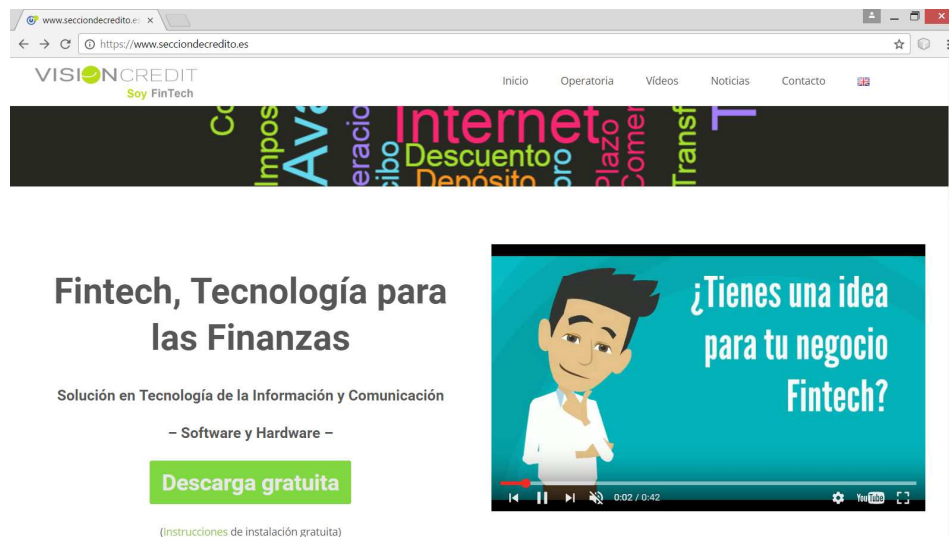 www.secciondecredito.e
https://www.secciondecredito.es
VISIONCREDIT
Soy FinTech
Inicio Operatoria Vídeos Noticias Contacto
Internet
Descuento
Depósito
Plazo
Fintech, Tecnología para
las Finanzas
Solución en Tecnología de la Información y Comunicación
– Software y Hardware –
Descarga gratuita
(Instrucciones de instalación gratuita)
¿Tienes una idea
para tu negocio
Fintech?
0:02 / 0:42
YouTube